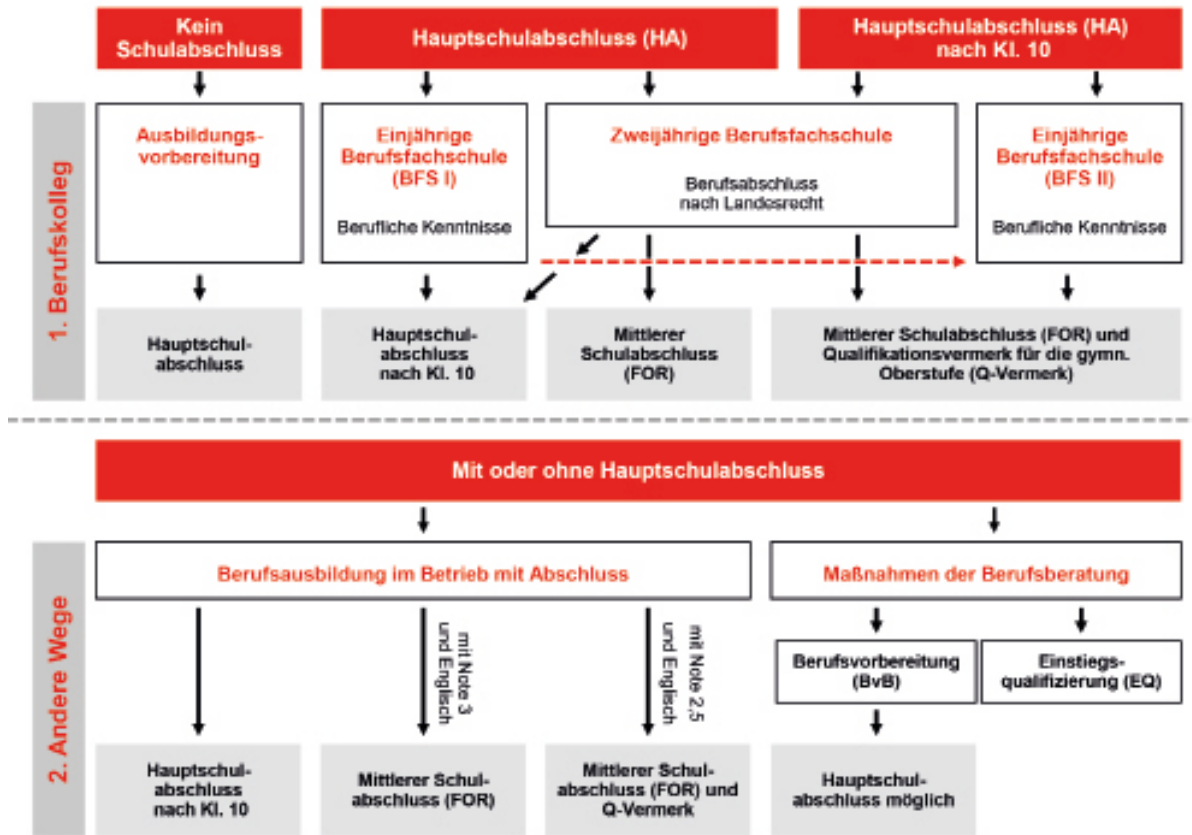 Kein
Schulabschluss
Hauptschulabschluss (HA)
Hauptschulabschluss (HA)
nach Kl. 10
1. Berufskolleg
Ausbildungs-
vorbereitung
Einjährige
Berufsfachschule
(BFS I)
Berufliche Kenntnisse
Zweijährige Berufsfachschule
Berufsabschluss
nach Landesrecht
Einjährige
Berufsfachschule
(BFS II)
Berufliche Kenntnisse
Hauptschul-
abschluss
Hauptschul-
abschluss
nach Kl. 10
Mittlerer
Schulabschluss
(FOR)
Mittlerer Schulabschluss (FOR) und
Qualifikationsvermerk für die gymn.
Oberstufe (Q-Vermerk)
Mit oder ohne Hauptschulabschluss
2. Andere Wege
Berufsausbildung im Betrieb mit Abschluss
Maßnahmen der Berufsberatung
mit Note 3
und Englisch
mit Note 2,5
und Englisch
Berufsvorbereitung
(BvB)
Einstiegs-
qualifizierung (EQ)
Hauptschul-
abschluss
nach Kl. 10
Mittlerer Schul-
abschluss (FOR)
Mittlerer Schul-
abschluss (FOR) und
Q-Vermerk
Hauptschul-
abschluss möglich